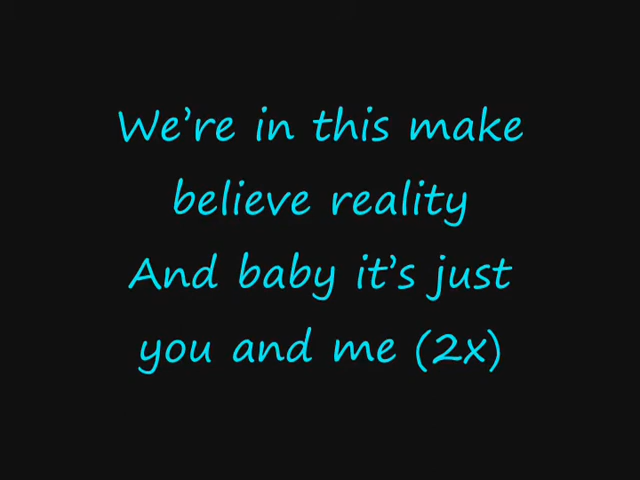 We're in this make
believe reality
And baby it's just
you and me (2x)